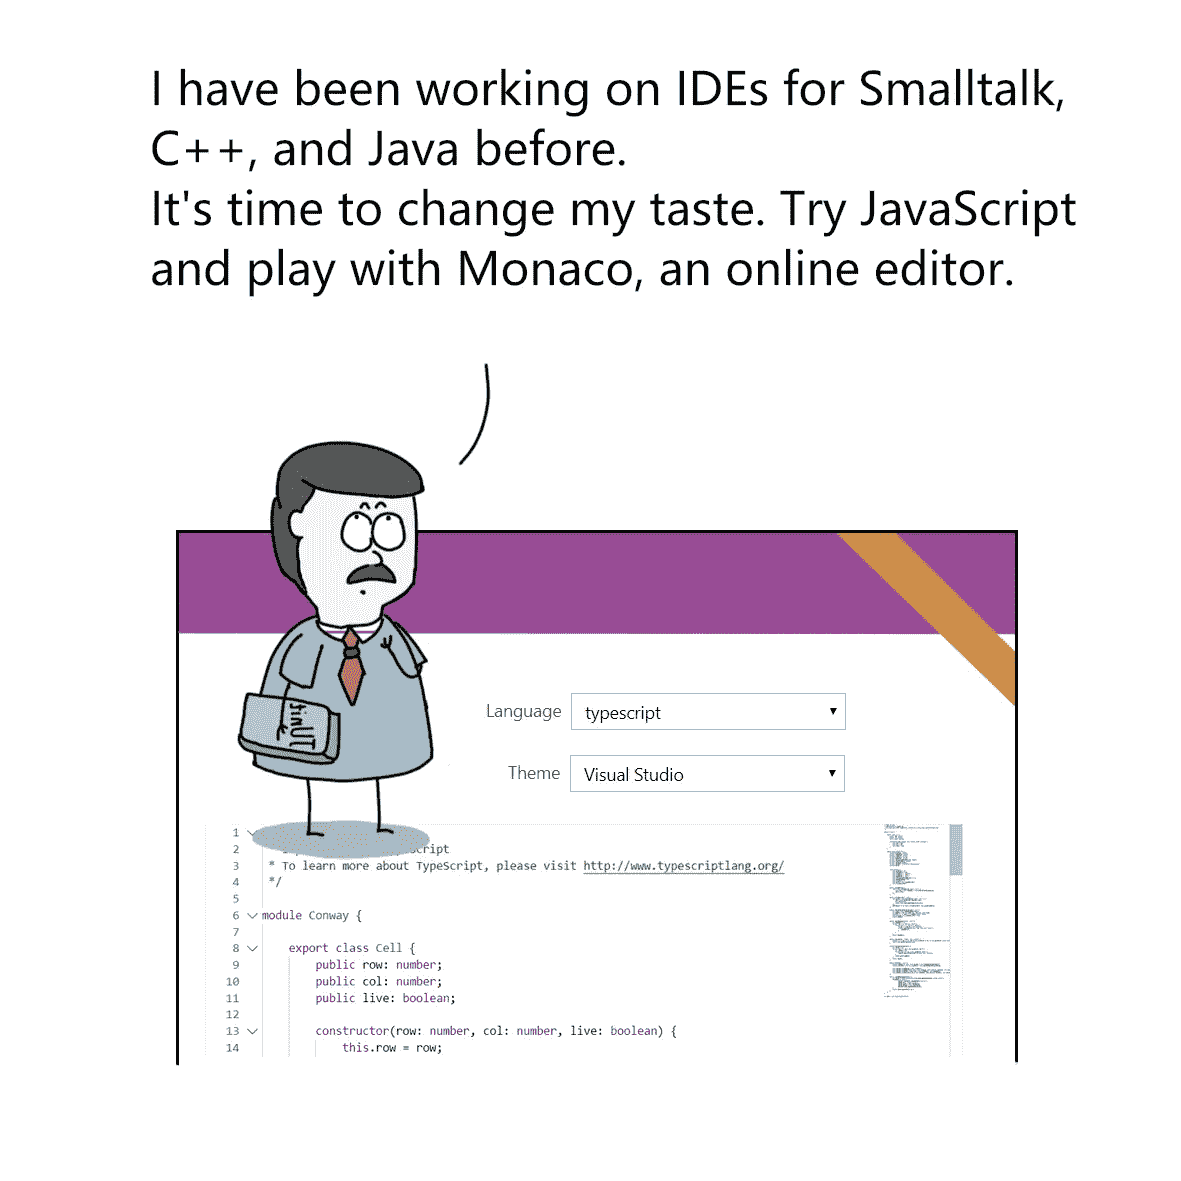 I have been working on IDEs for Smalltalk,
C++, and Java before.
It's time to change my taste. Try JavaScript
and play with Monaco, an online editor.
JUnit
Language typescript
Theme Visual Studio
1
2 cript
3 * To learn more about TypeScript, please visit http://www.typescriptlang.org/
4 */
5
6 module Conway {
7
8 export class Cell {
9 public row: number;
10 public col: number;
11 public live: boolean;
12
13 constructor(row: number, col: number, live: boolean) {
14 this.row = row;